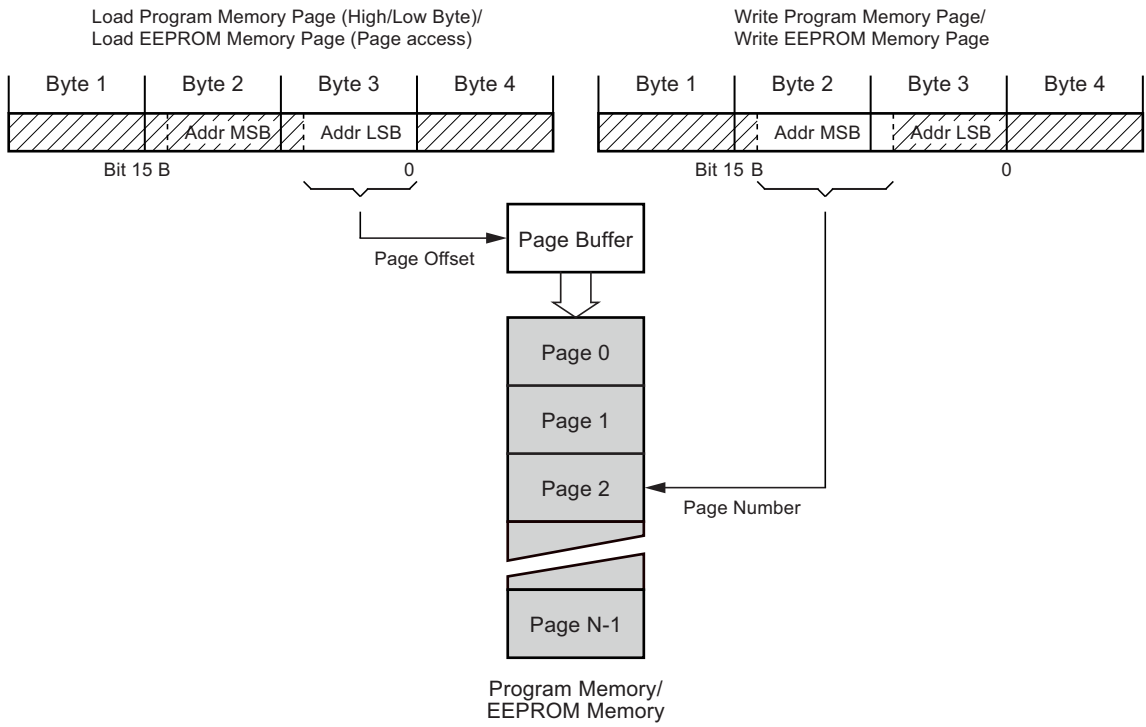 Load Program Memory Page (High/Low Byte)/
Load EEPROM Memory Page (Page access)
Write Program Memory Page/
Write EEPROM Memory Page
Byte 1 Byte 2 Byte 3 Byte 4
Byte 1 Byte 2 Byte 3 Byte 4
Addr MSB Addr LSB
Addr MSB Addr LSB
Bit 15 B 0
Bit 15 B 0
Page Buffer
Page Offset
Page 0
Page 1
Page 2
Page Number
Page N-1
Program Memory/
EEPROM Memory